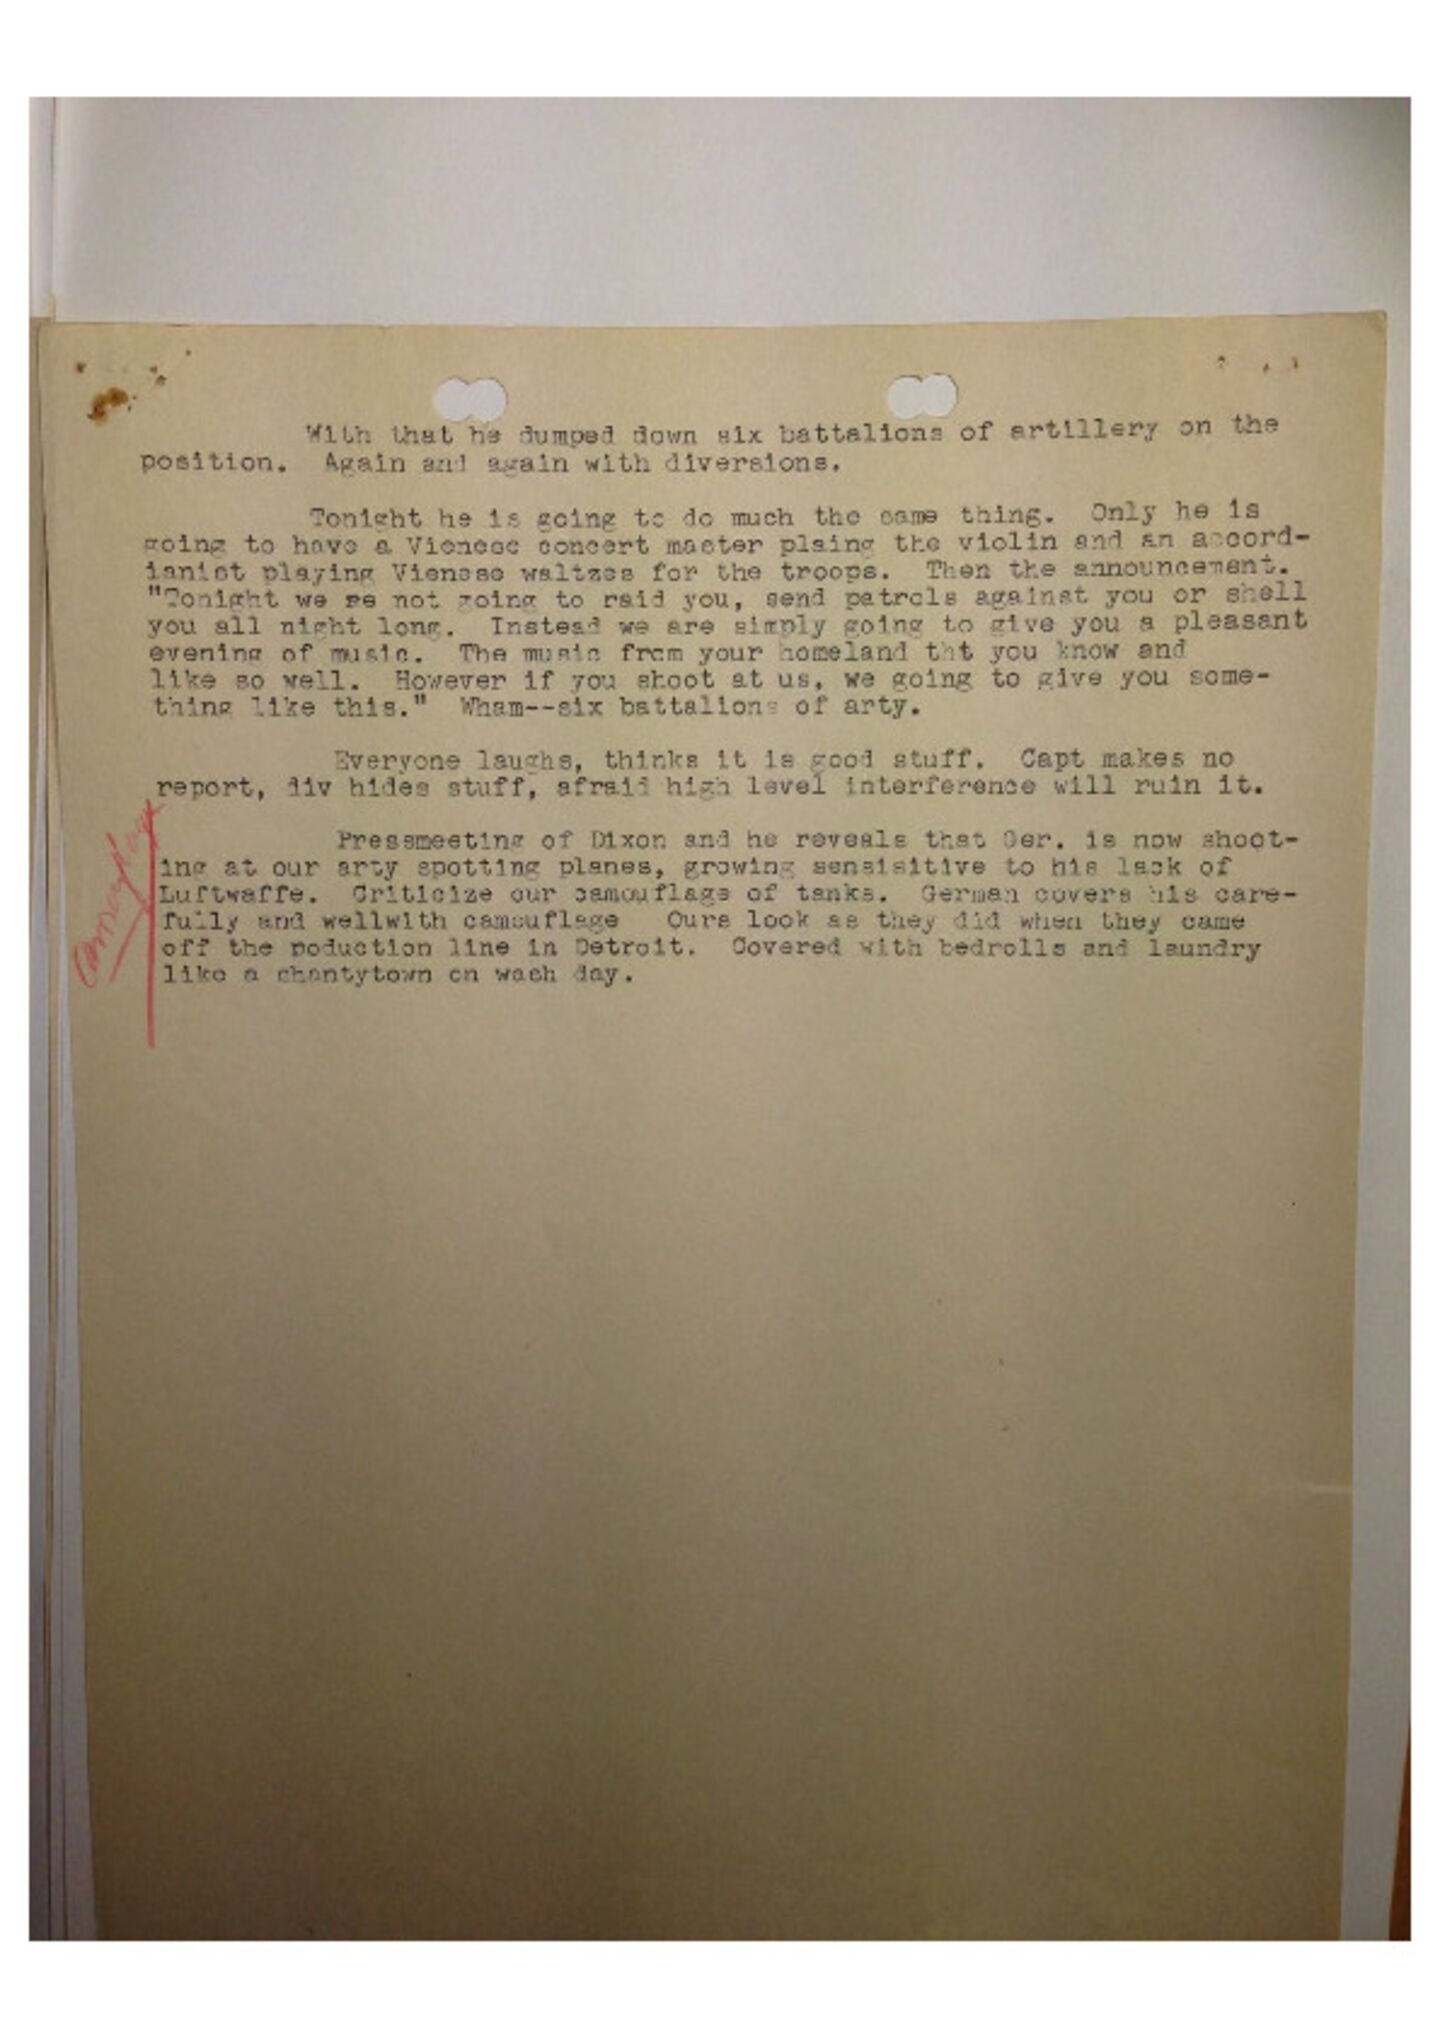 With that he dumped down six battalions of artillery on the
position. Again and again with diversions.
Tonight he is going to do much the same thing. Only he is
going to have a Vienese concert master plaing the violin and an accord-
ianist playing Vienese waltzes for the troops. Then the announcement.
"Tonight we re not going to raid you, send patrols against you or shell
you all night long. Instead we are simply going to give you a pleasant
evening of music. The music from your homeland tht you know and
like so well. However if you shoot at us, we going to give you some-
thing like this." Wham--six battalions of arty.
Everyone laughs, thinks it is good stuff. Capt makes no
report, div hides stuff, afraid high level interference will ruin it.
Pressmeeting of Dixon and he reveals that Ger. is now shoot-
ing at our arty spotting planes, growing sensisitive to his lack of
Luftwaffe. Criticize our camouflage of tanks. German covers his care-
fully and wellwith camouflage Ours look as they did when they came
off the poduction line in Detroit. Covered with bedrolls and laundry
like a shantytown on wash day.